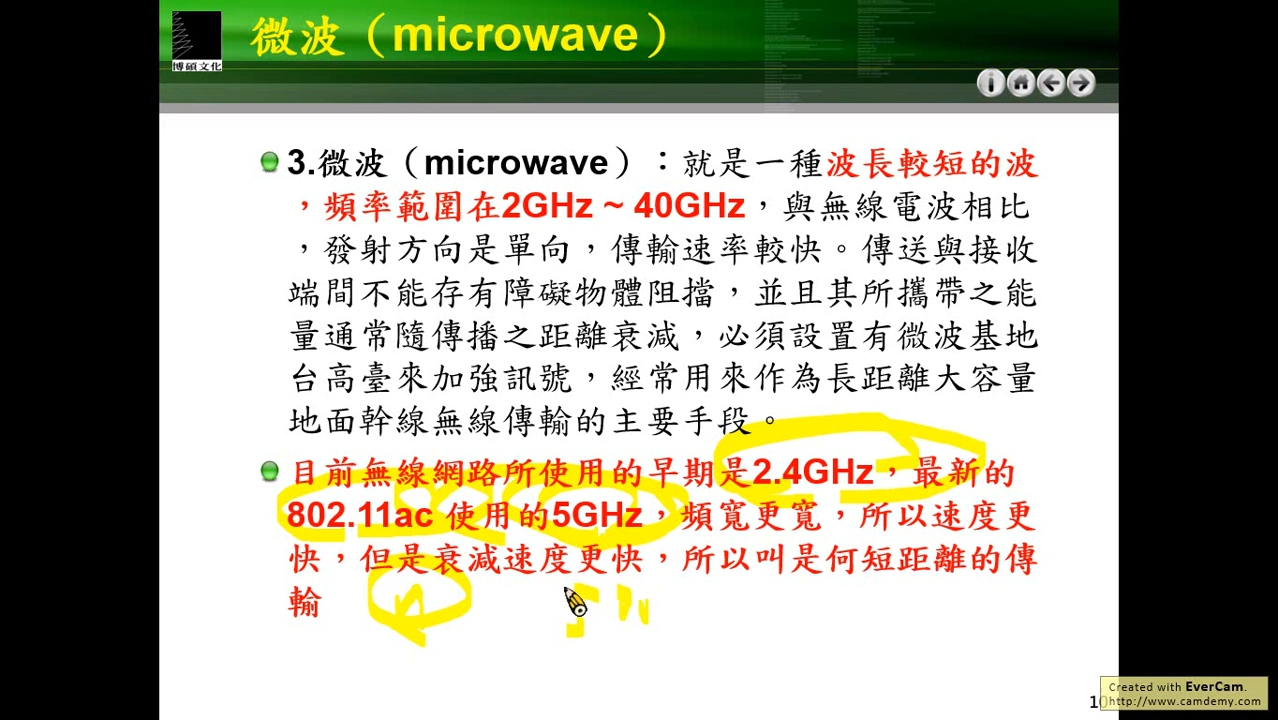 微波（microwave）
博碩文化
3.微波（microwave）：就是一種波長較短的波
，頻率範圍在2GHz ~ 40GHz，與無線電波相比
，發射方向是單向，傳輸速率較快。傳送與接收
端間不能存有障礙物體阻擋，並且其所攜帶之能
量通常隨傳播之距離衰減，必須設置有微波基地
台高臺來加強訊號，經常用來作為長距離大容量
地面幹線無線傳輸的主要手段。
目前無線網路所使用的早期是2.4GHz，最新的
802.11ac 使用的5GHz，頻寬更寬，所以速度更
快，但是衰減速度更快，所以叫是何短距離的傳
輸
Created with EverCam.
http://www.camdemy.com